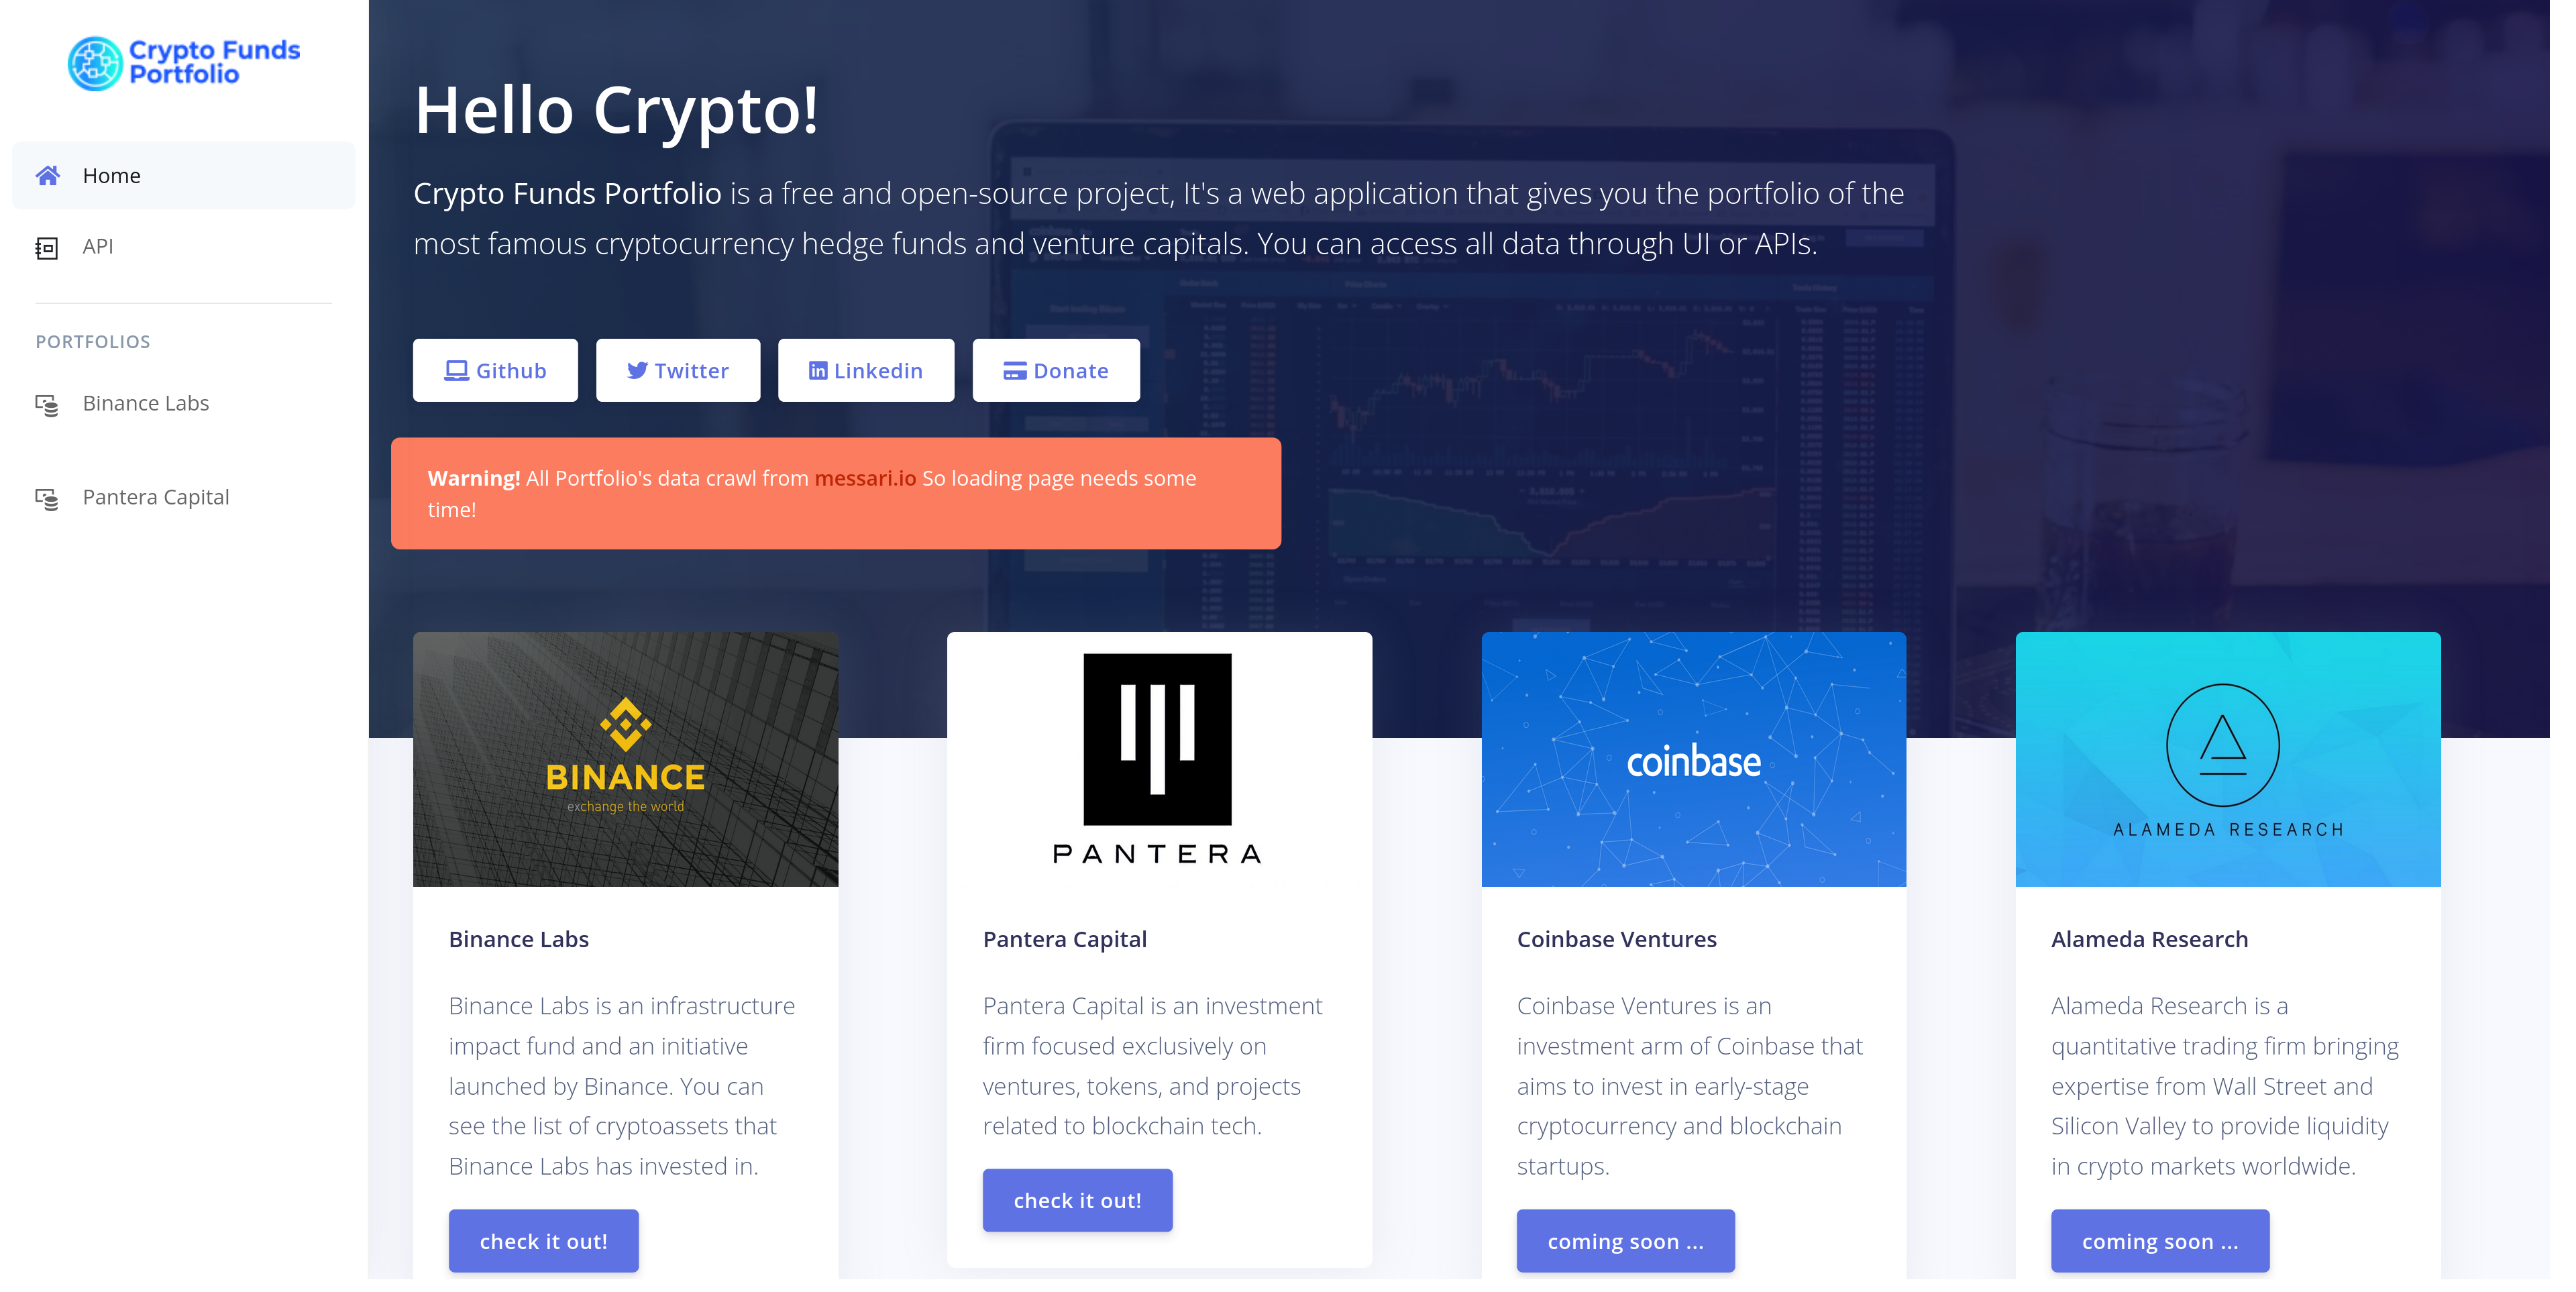 Crypto Funds
Portfolio
Home
API
PORTFOLIOS
Binance Labs
Pantera Capital
Hello Crypto!
Crypto Funds Portfolio is a free and open-source project, It's a web application that gives you the portfolio of the
most famous cryptocurrency hedge funds and venture capitals. You can access all data through UI or APIs.
Github
Twitter
Linkedin
Donate
Warning! All Portfolio's data crawl from messari.io So loading page needs some
time!
BINANCE
exchange the world
Binance Labs
Binance Labs is an infrastructure
impact fund and an initiative
launched by Binance. You can
see the list of cryptoassets that
Binance Labs has invested in.
check it out!
PANTERA
Pantera Capital
Pantera Capital is an investment
firm focused exclusively on
ventures, tokens, and projects
related to blockchain tech.
check it out!
coinbase
Coinbase Ventures
Coinbase Ventures is an
investment arm of Coinbase that
aims to invest in early-stage
cryptocurrency and blockchain
startups.
coming soon ...
ALAMEDA RESEARCH
Alameda Research
Alameda Research is a
quantitative trading firm bringing
expertise from Wall Street and
Silicon Valley to provide liquidity
in crypto markets worldwide.
coming soon ...